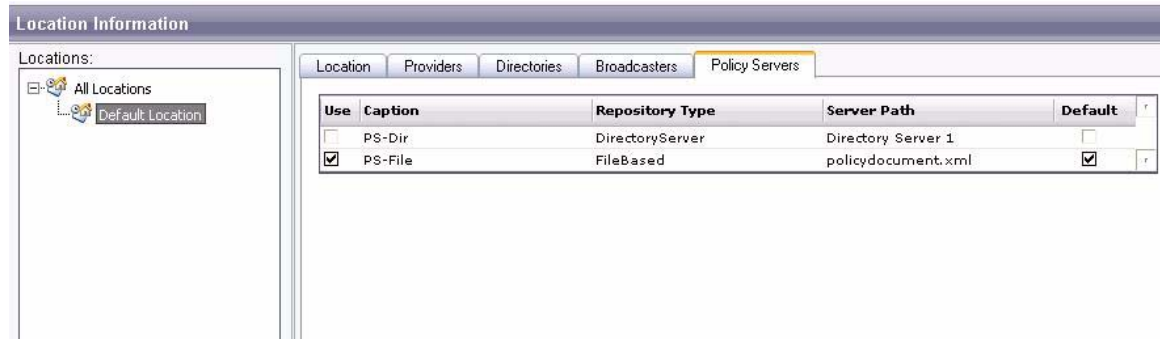 Location Information
Locations:
All Locations
Default Location
Location Providers Directories Broadcasters Policy Servers
Use Caption Repository Type Server Path Default
PS-Dir DirectoryServer Directory Server 1
PS-File FileBased policydocument.xml